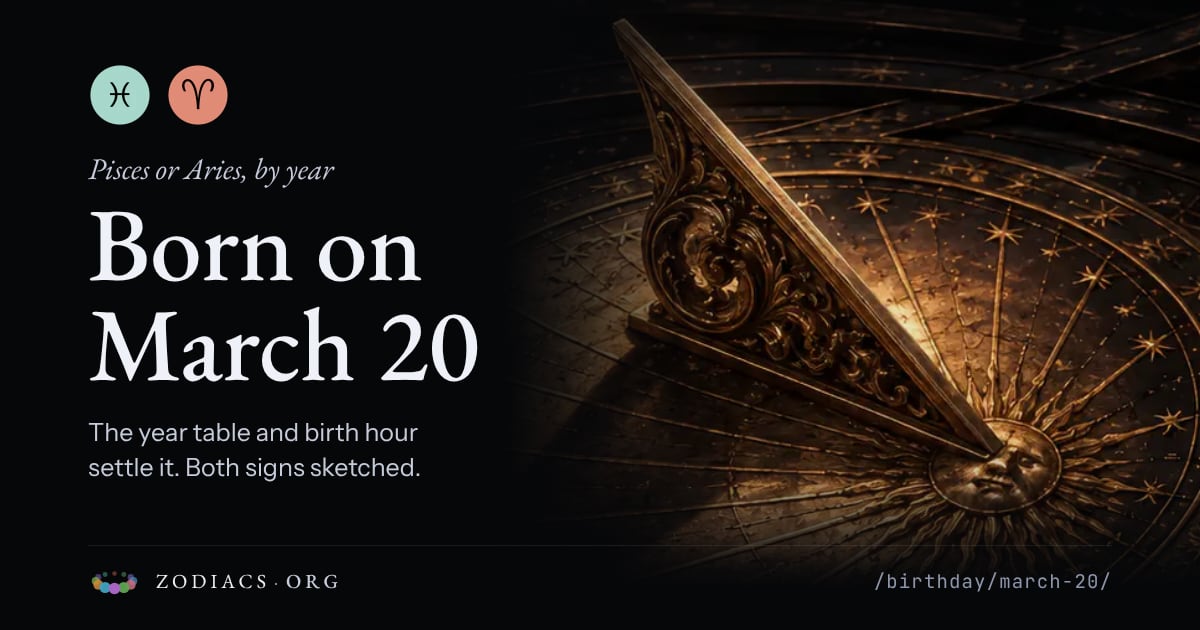 ♓ ♈
Pisces or Aries, by year
Born on
March 20
The year table and birth hour
settle it. Both signs sketched.
ZODIACS·ORG
/birthday/march-20/